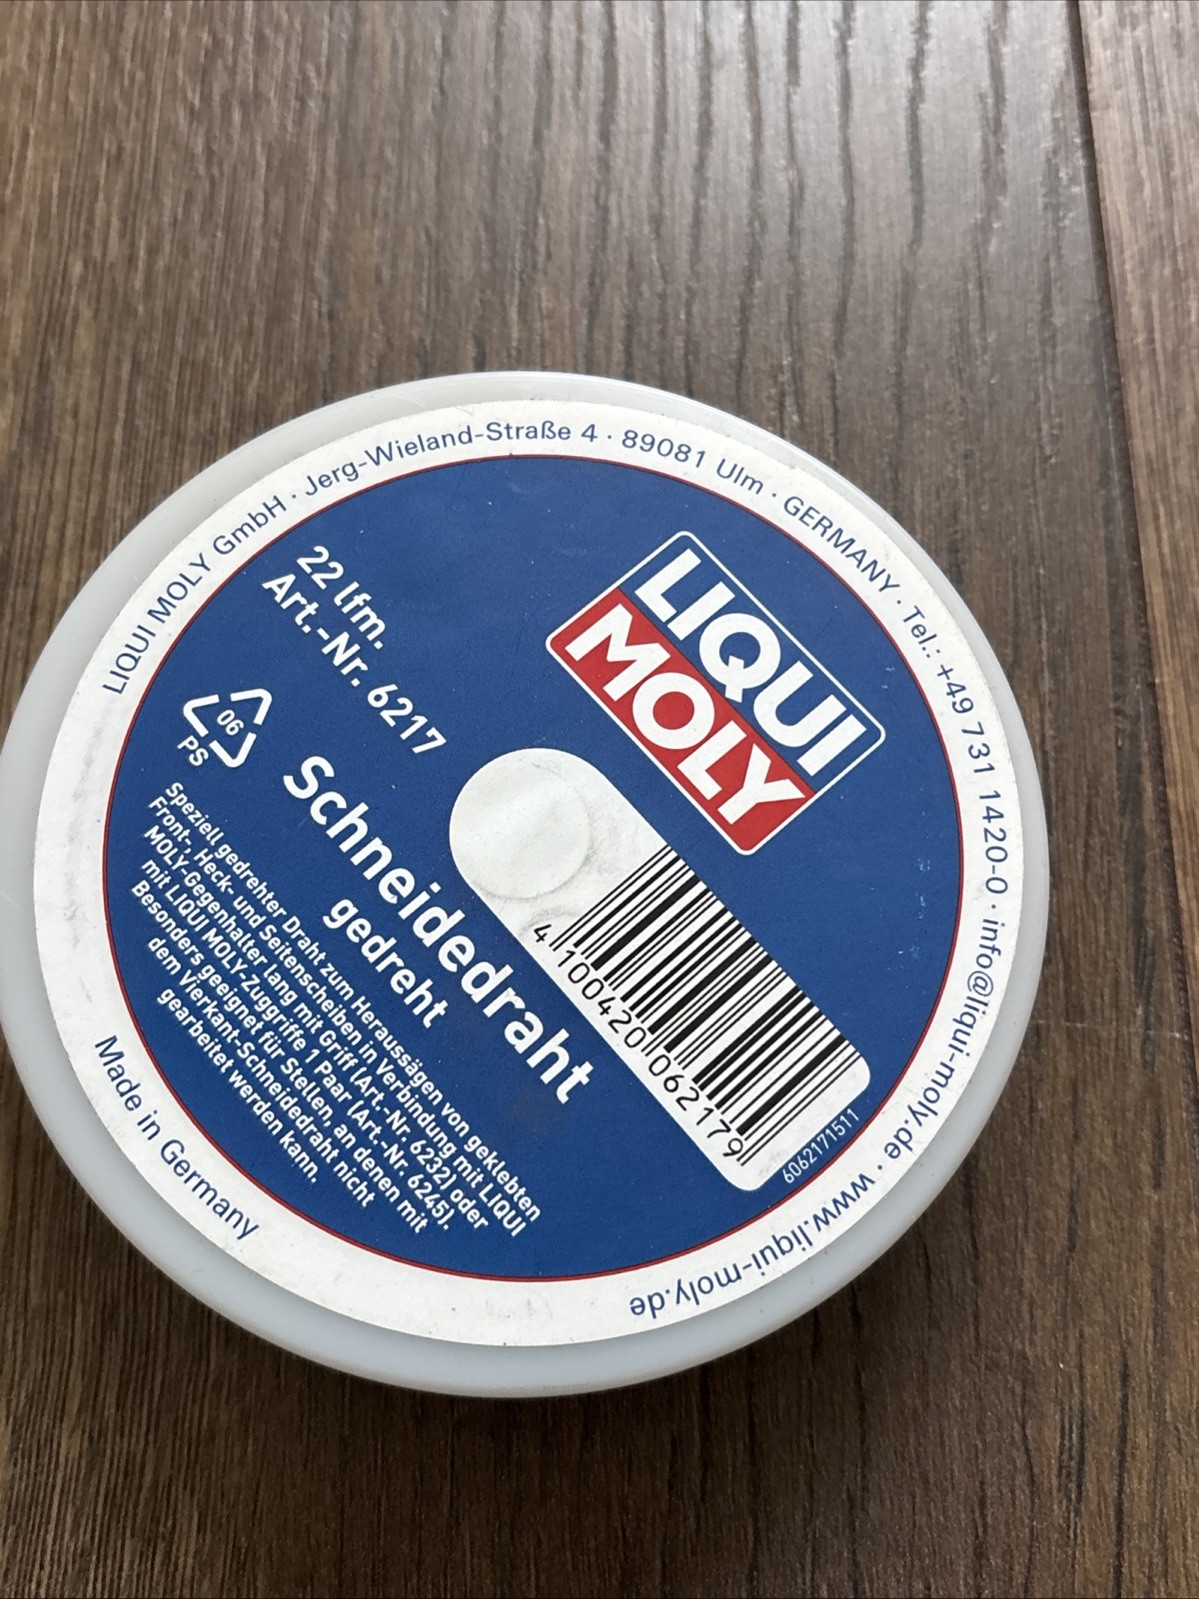 LIQUI MOLY GmbH · Jerg-Wieland-Straße 4 · 89081 Ulm · GERMANY · Tel.: +49 731 1420-0 · info@liqui-moly.de · www.liqui-moly.de
LIQUI
MOLY
22 lfm.
Art.-Nr. 6217
06
PS
Schneidedraht
gedreht
Speziell gedrehter Draht zum Heraussägen von geklebten
Front-, Heck- und Seitenscheiben in Verbindung mit LIQUI
MOLY-Gegenhalter lang mit Griff (Art.-Nr. 6232) oder
mit LIQUI MOLY-Zuggriffe 1 Paar (Art.-Nr. 6245).
Besonders geeignet für Stellen, an denen mit
dem Vierkant-Schneidedraht nicht
gearbeitet werden kann.
4 100420 062179
6062171511
Made in Germany